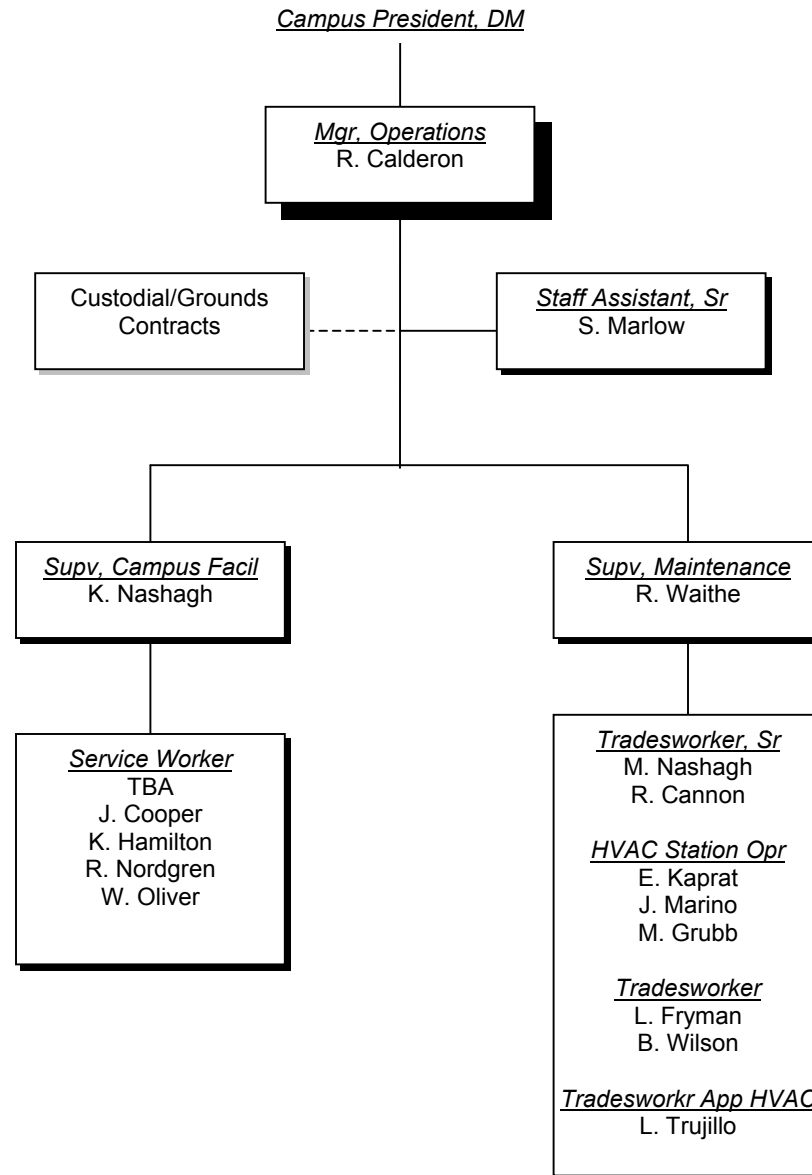 Campus President, DM
Mgr, Operations
R. Calderon
Custodial/Grounds
Contracts
Staff Assistant, Sr
S. Marlow
Supv, Campus Facil
K. Nashagh
Supv, Maintenance
R. Waithe
Service Worker
TBA
J. Cooper
K. Hamilton
R. Nordgren
W. Oliver
Tradesworker, Sr
M. Nashagh
R. Cannon
HVAC Station Opr
E. Kaprat
J. Marino
M. Grubb
Tradesworker
L. Fryman
B. Wilson
Tradesworkr App HVAC
L. Trujillo